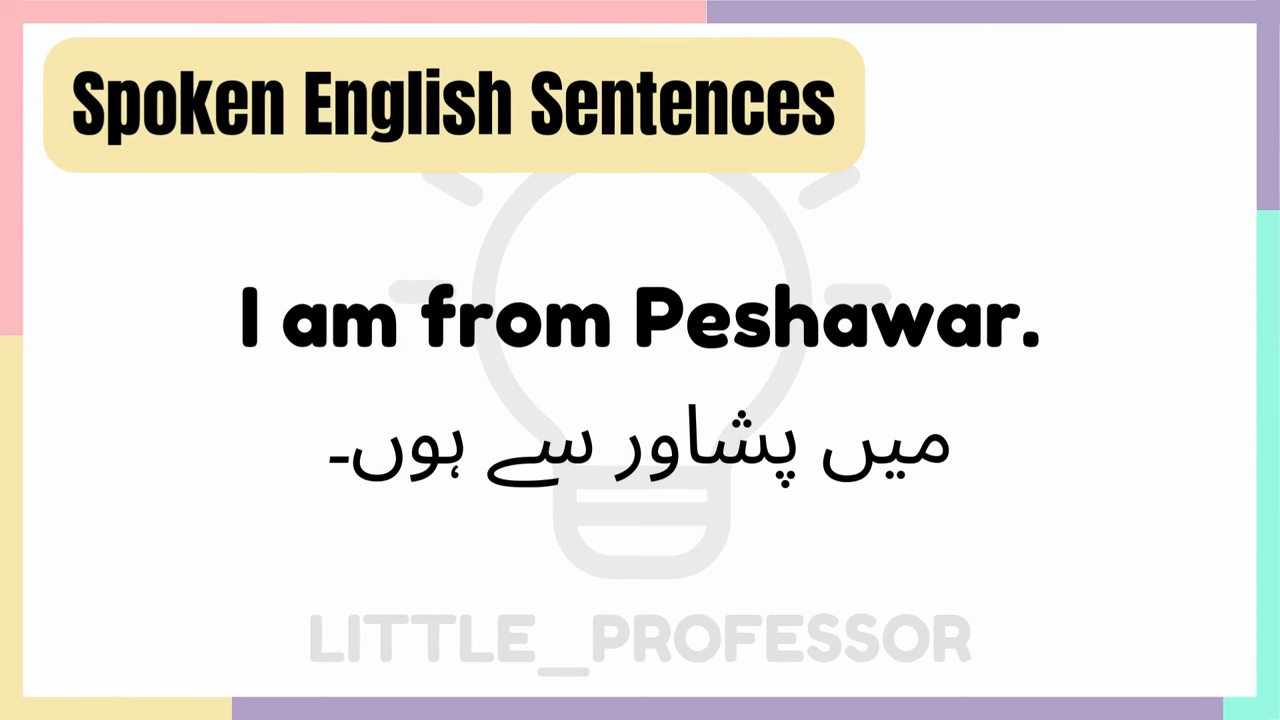 Spoken English Sentences
I am from Peshawar.
میں پشاور سے ہوں۔
LITTLE_PROFESSOR